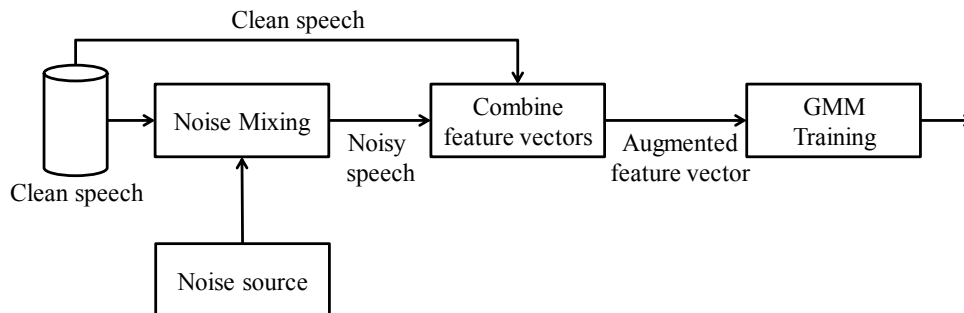 Clean speech
Noise Mixing
Combine
feature vectors
GMM
Training
Noisy
speech
Augmented
feature vector
Clean speech
Noise source